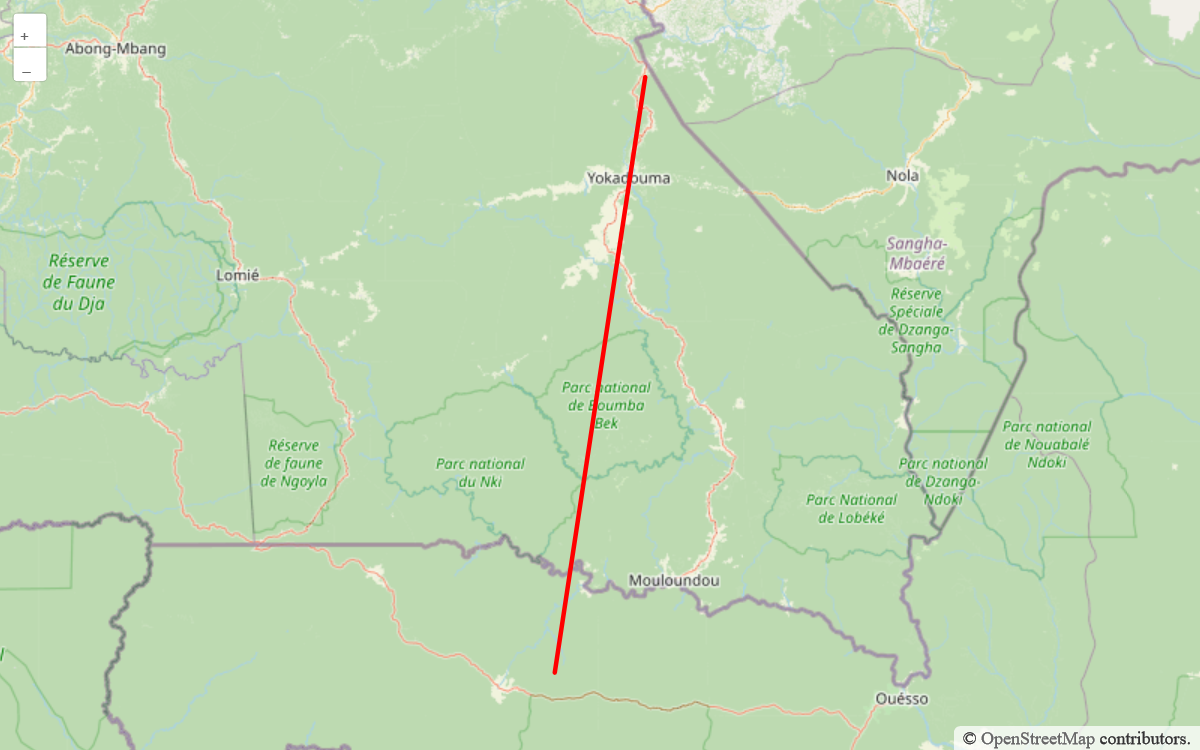 +
−
Abong-Mbang
Yokadouma
Nola
Sangha-
Mbaéré
Réserve
de Faune
du Dja
Lomié
Réserve
Spéciale
de Dzanga-
Sangha
Parc national
de Boumba
Bek
Parc national
de Nouabalé
Ndoki
Réserve
de faune
de Ngoyla
Parc national
du Nki
Parc national
de Dzanga-
Ndoki
Parc National
de Lobéké
Mouloundou
Ouésso
© OpenStreetMap contributors.